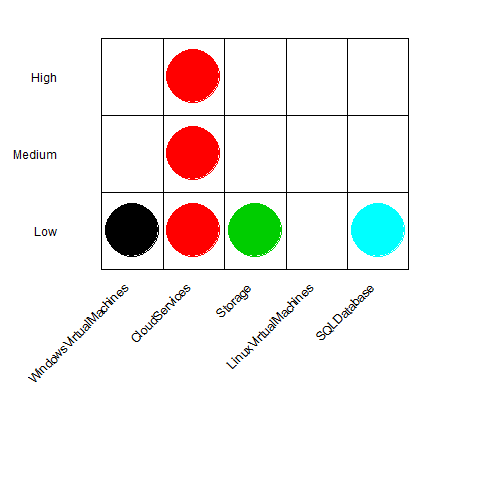 High
Medium
Low
WindowsVirtualMachines
CloudServices
Storage
LinuxVirtualMachines
SQLDatabase